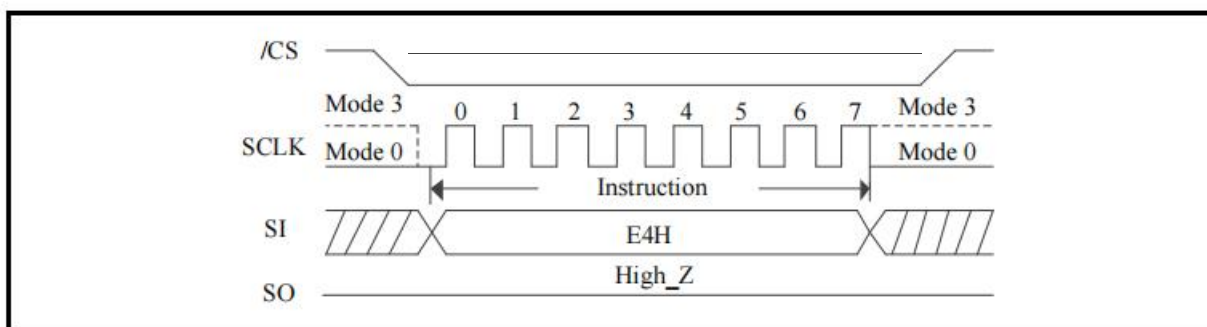 /CS
Mode 3 0 1 2 3 4 5 6 7 Mode 3
SCLK Mode 0 Mode 0
Instruction
SI E4H
High_Z
SO